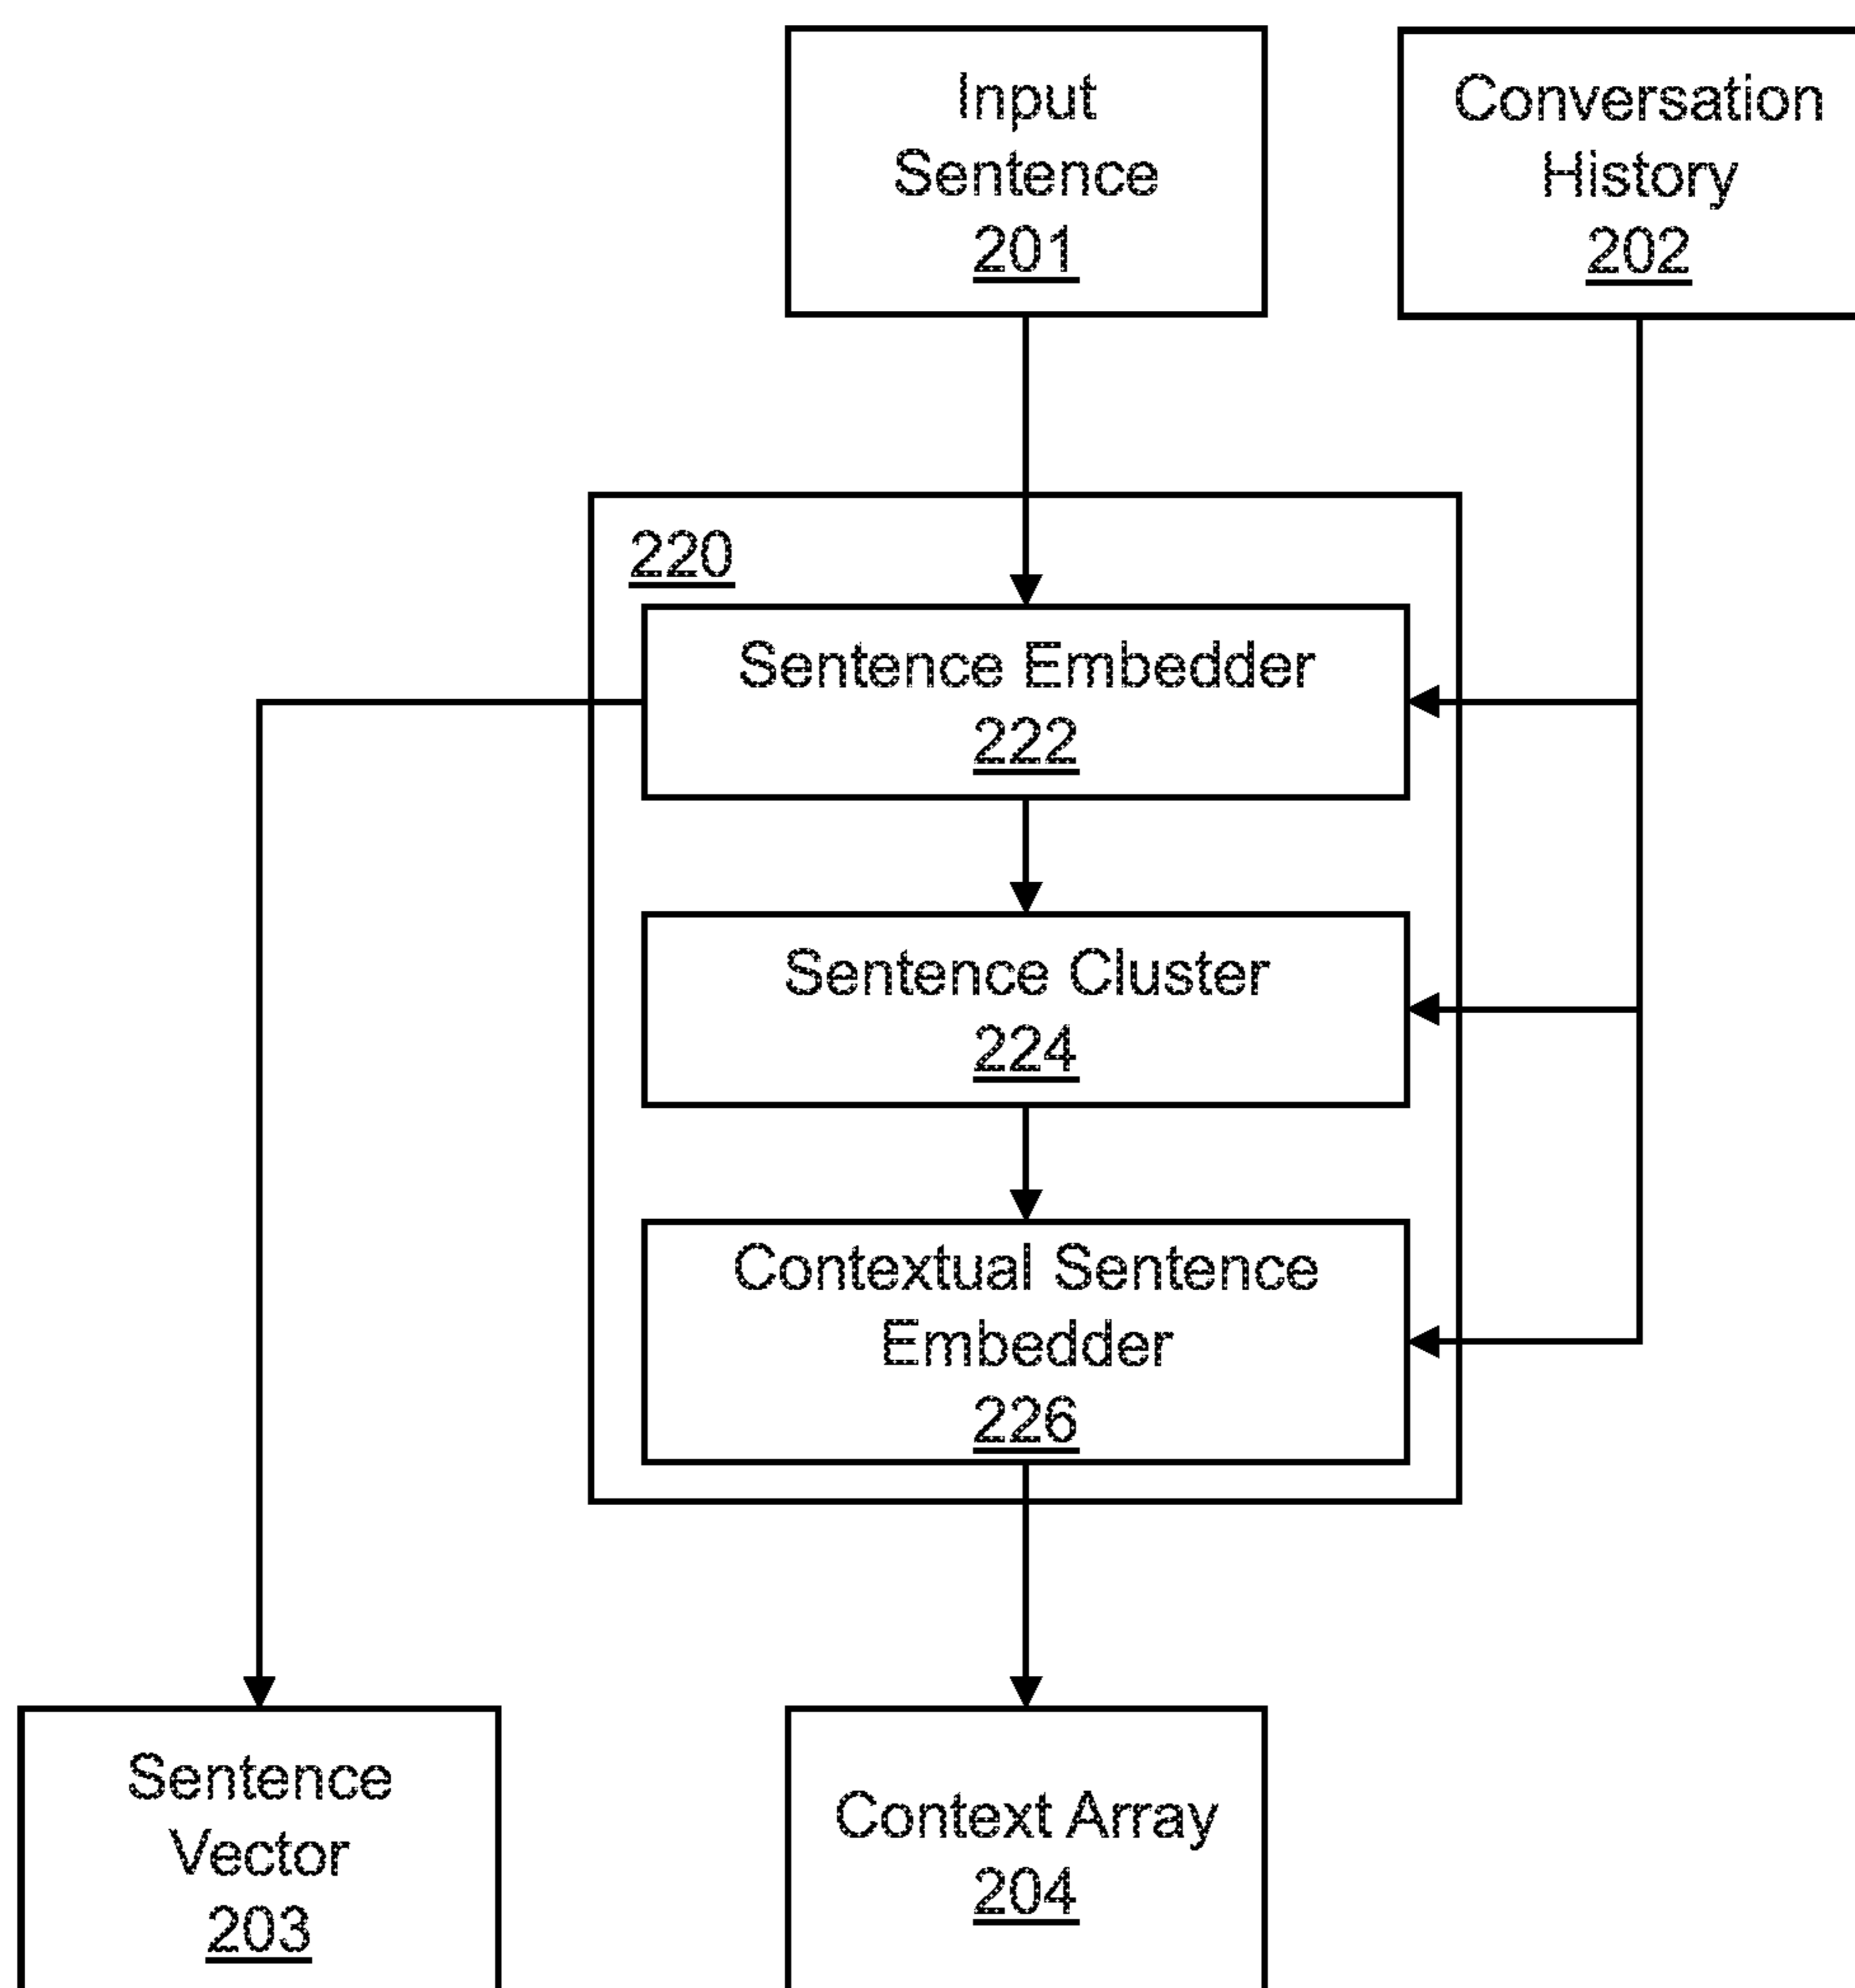 Input
Sentence
201
Conversation
History
202
220
Sentence Embedder
222
Sentence Cluster
224
Contextual Sentence
Embedder
226
Sentence
Vector
203
Context Array
204